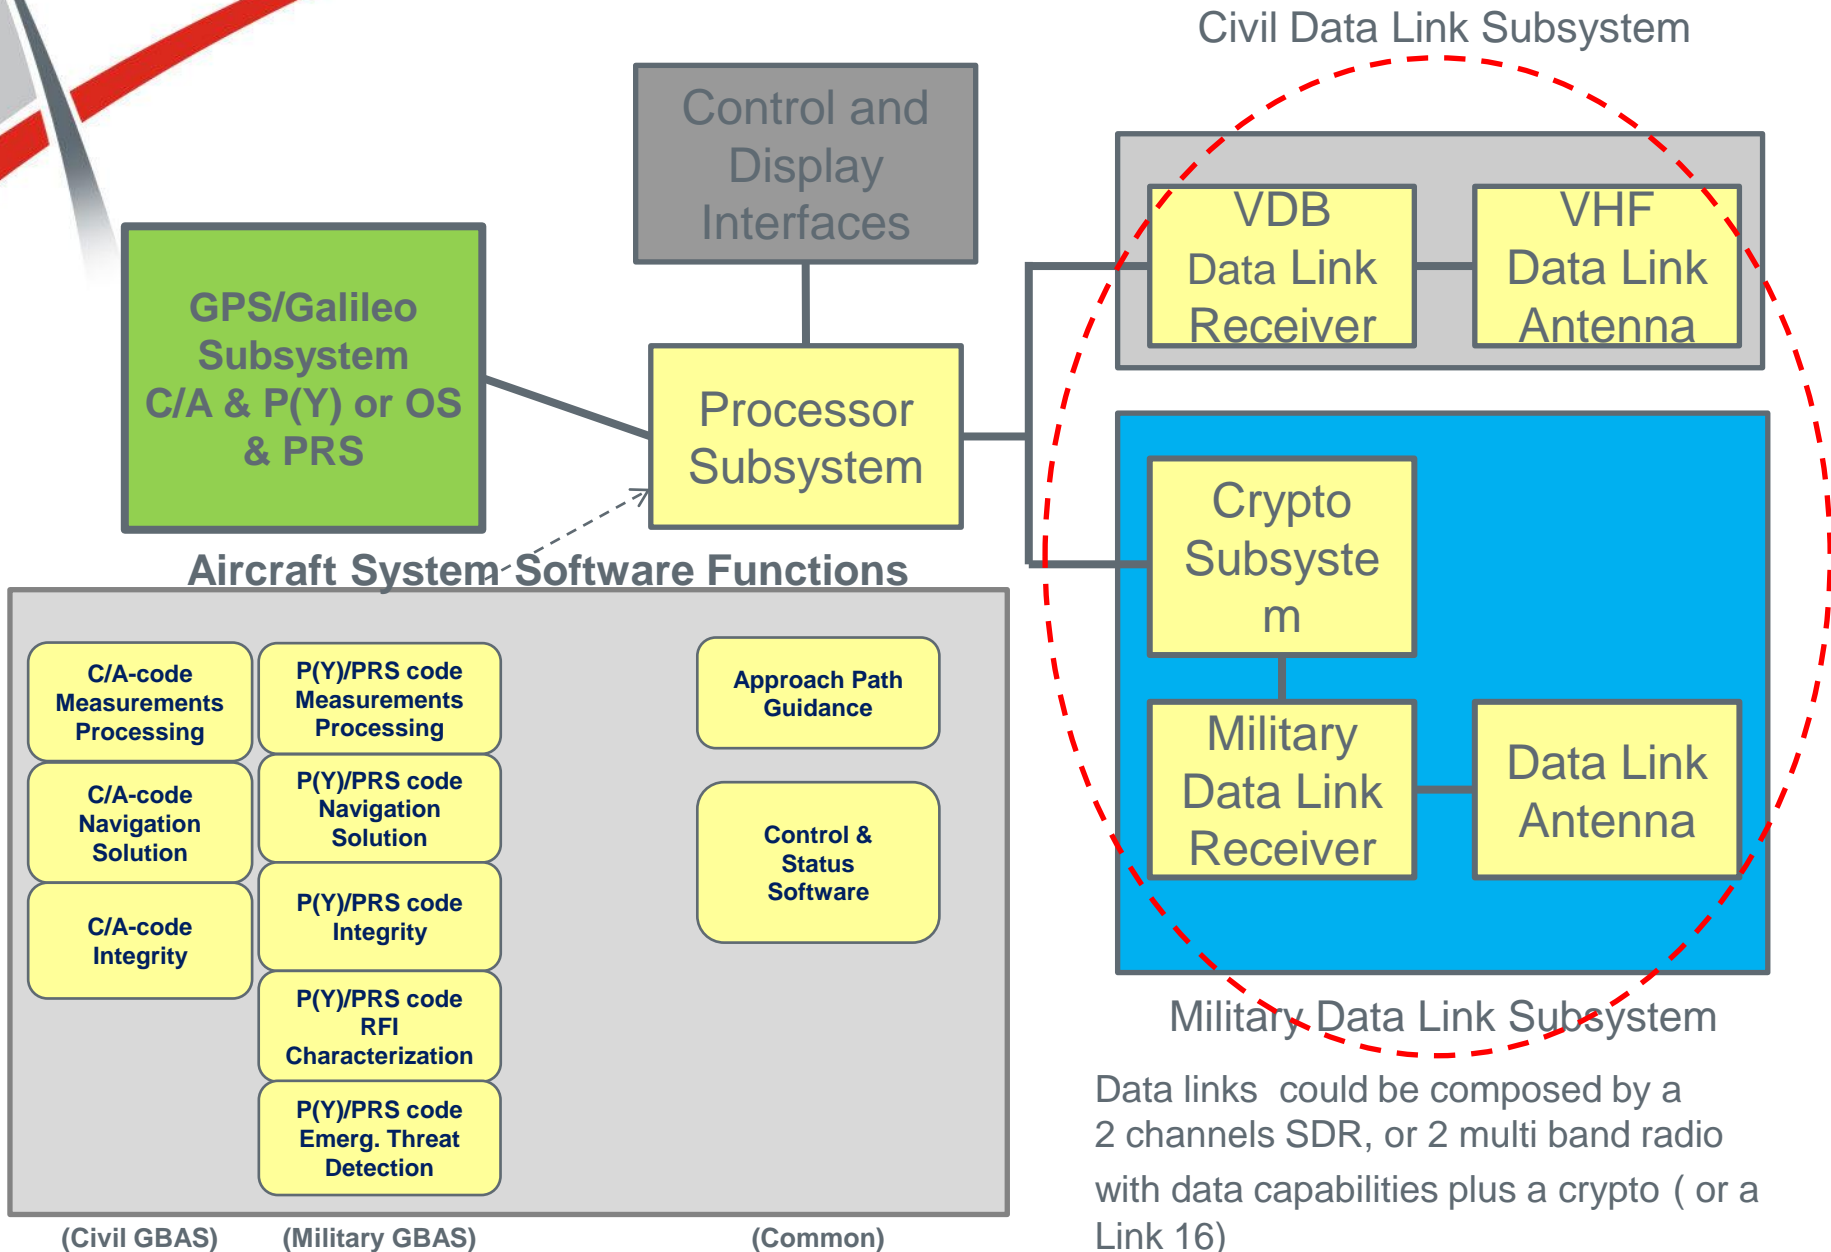 Civil Data Link Subsystem
Control and
Display
Interfaces
VDB
Data Link
Receiver
VHF
Data Link
Antenna
GPS/Galileo
Subsystem
C/A & P(Y) or OS
& PRS
Processor
Subsystem
Crypto
Subsyste
m
Military
Data Link
Receiver
Data Link
Antenna
Military Data Link Subsystem
Aircraft System Software Functions
C/A-code
Measurements
Processing
C/A-code
Navigation
Solution
C/A-code
Integrity
P(Y)/PRS code
Measurements
Processing
P(Y)/PRS code
Navigation
Solution
P(Y)/PRS code
Integrity
P(Y)/PRS code
RFI
Characterization
P(Y)/PRS code
Emerg. Threat
Detection
Approach Path
Guidance
Control &
Status
Software
(Civil GBAS)
(Military GBAS)
(Common)
Data links could be composed by a
2 channels SDR, or 2 multi band radio
with data capabilities plus a crypto ( or a
Link 16)